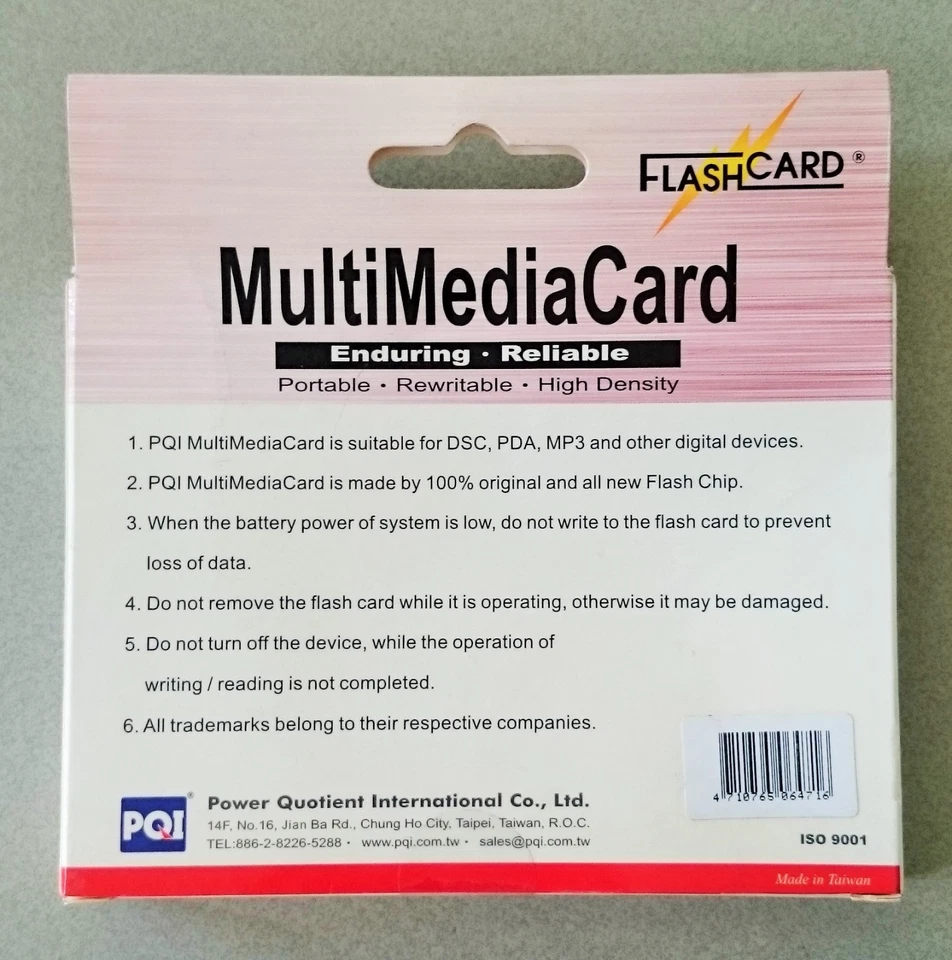 FLASHCARD ®
MultiMediaCard
Enduring · Reliable
Portable · Rewritable · High Density
1. PQI MultiMediaCard is suitable for DSC, PDA, MP3 and other digital devices.
2. PQI MultiMediaCard is made by 100% original and all new Flash Chip.
3. When the battery power of system is low, do not write to the flash card to prevent
loss of data.
4. Do not remove the flash card while it is operating, otherwise it may be damaged.
5. Do not turn off the device, while the operation of
writing / reading is not completed.
6. All trademarks belong to their respective companies.
4 710765 064716
PQI ®
Power Quotient International Co., Ltd.
14F, No.16, Jian Ba Rd., Chung Ho City, Taipei, Taiwan, R.O.C.
TEL:886-2-8226-5288 · www.pqi.com.tw · sales@pqi.com.tw
ISO 9001
Made in Taiwan